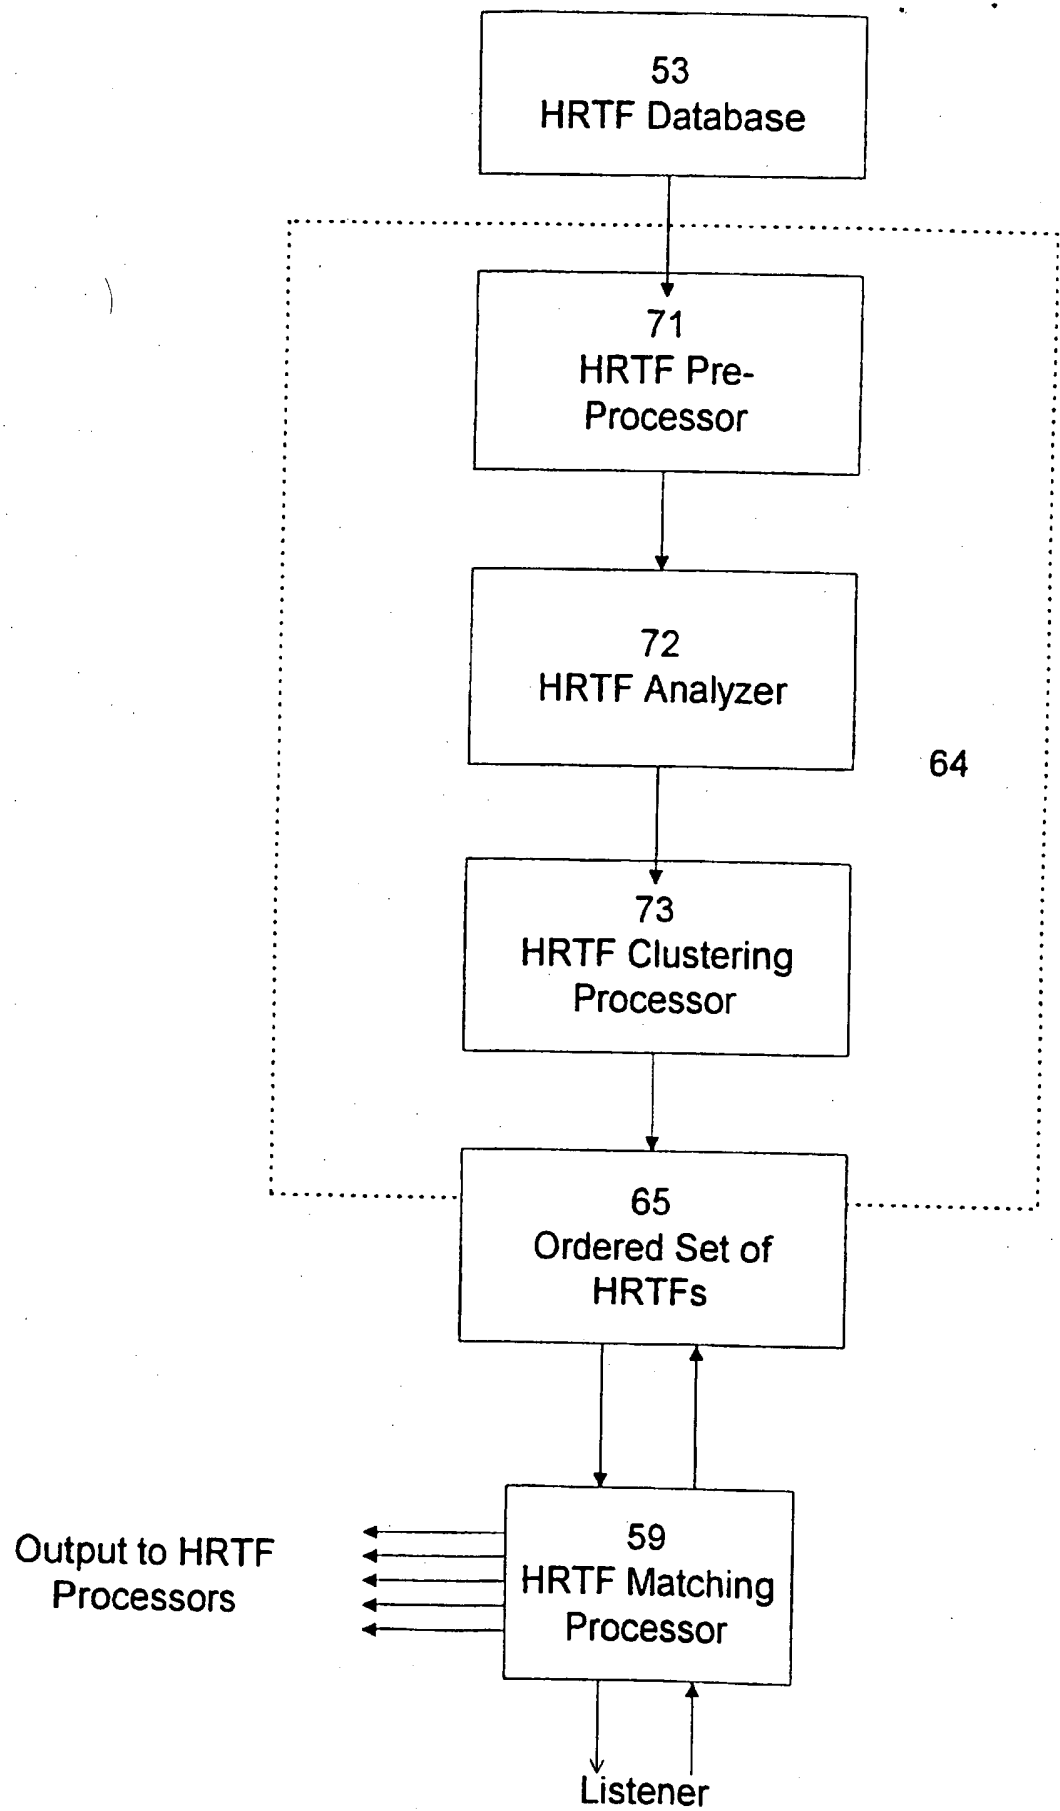 53
HRTF Database
71
HRTF Pre-
Processor
72
HRTF Analyzer
64
73
HRTF Clustering
Processor
65
Ordered Set of
HRTFs
Output to HRTF
Processors
59
HRTF Matching
Processor
Listener